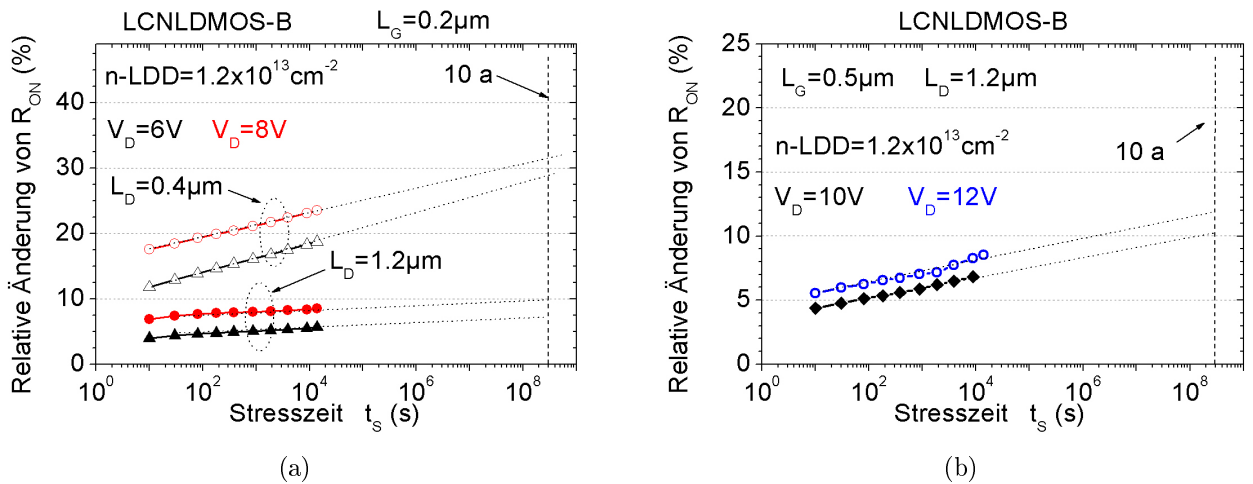 LCNLDMOS-B L_G=0.2µm
Relative Änderung von R_ON (%)
n-LDD=1.2x10^13cm^-2
10 a
V_D=6V V_D=8V
L_D=0.4µm
L_D=1.2µm
40
30
20
10
0
10^0 10^2 10^4 10^6 10^8
Stresszeit t_S (s)
(a)
LCNLDMOS-B
Relative Änderung von R_ON (%)
L_G=0.5µm L_D=1.2µm
10 a
n-LDD=1.2x10^13cm^-2
V_D=10V V_D=12V
25
20
15
10
5
0
10^0 10^2 10^4 10^6 10^8
Stresszeit t_S (s)
(b)